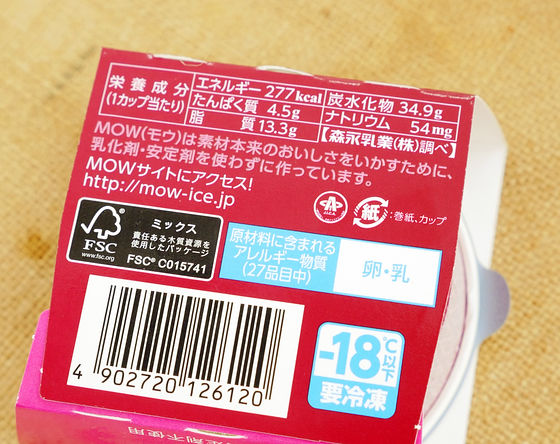 栄養成分 エネルギー 277kcal 炭水化物 34.9g
(1カップ当たり) たんぱく質 4.5g ナトリウム 54mg
脂質 13.3g 【森永乳業(株)調べ】
MOW(モウ)は素材本来のおいしさをいかすために、
乳化剤・安定剤を使わずに作っています。
MOWサイトにアクセス!
http://mow-ice.jp
紙 :巻紙、カップ
FSC
www.fsc.org
ミックス
責任ある木質資源を
使用したパッケージ
FSC® C015741
原材料に含まれる
アレルギー物質
(27品目中)
卵・乳
4 902720 126120
-18℃以下
要冷凍
定剤不使用